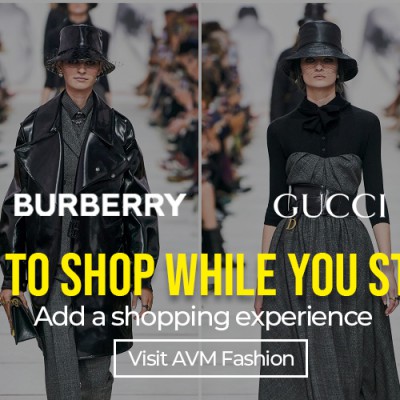 BURBERRY
GUCCI
TO SHOP WHILE YOU ST
Add a shopping experience
Visit AVM Fashion